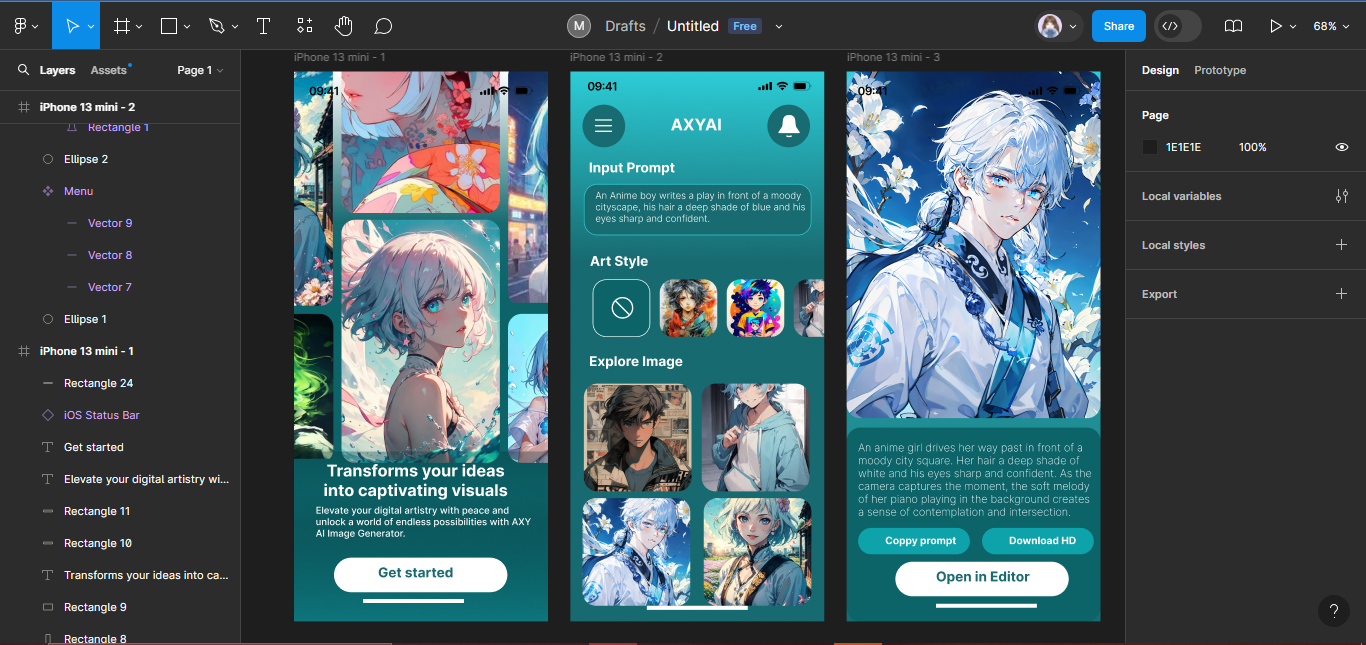 M
Drafts / Untitled
Free
Share
68%
Layers
Assets
Page 1
iPhone 13 mini - 2
Rectangle 1
Ellipse 2
Menu
Vector 9
Vector 8
Vector 7
Ellipse 1
iPhone 13 mini - 1
Rectangle 24
iOS Status Bar
Get started
Elevate your digital artistry wi...
Rectangle 11
Rectangle 10
Transforms your ideas into ca...
Rectangle 9
Rectangle 8
iPhone 13 mini - 1
09:41
Transforms your ideas
into captivating visuals
Elevate your digital artistry with peace and
unlock a world of endless possibilities with AXY
AI Image Generator.
Get started
iPhone 13 mini - 2
09:41
AXYAI
Input Prompt
An Anime boy writes a play in front of a moody
cityscape, his hair a deep shade of blue and his
eyes sharp and confident.
Art Style
Explore Image
iPhone 13 mini - 3
09:41
An anime girl drives her way past in front of a
moody city square. Her hair a deep shade of
white and his eyes sharp and confident. As the
camera captures the moment, the soft melody
of her piano playing in the background creates
a sense of contemplation and intersection.
Coppy prompt
Download HD
Open in Editor
Design
Prototype
Page
1E1E1E
100%
Local variables
Local styles
Export
?